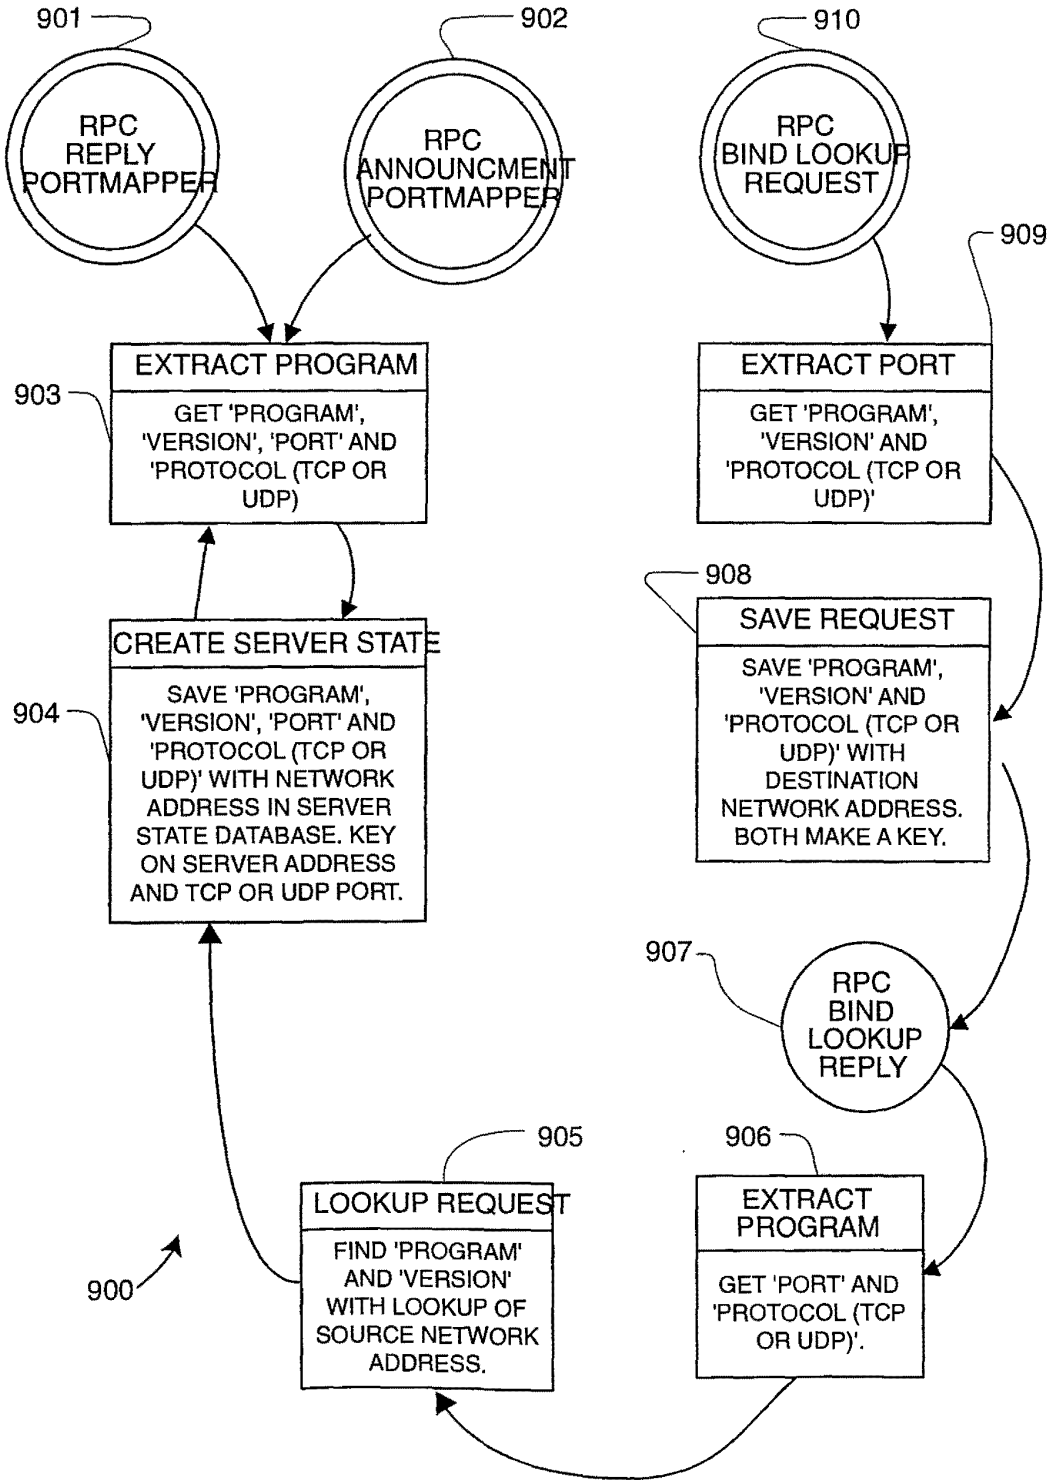 901
902
910
RPC
REPLY
PORTMAPPER
RPC
ANNOUNCMENT
PORTMAPPER
RPC
BIND LOOKUP
REQUEST
909
EXTRACT PROGRAM
903
GET 'PROGRAM',
'VERSION', 'PORT' AND
'PROTOCOL (TCP OR
UDP)
EXTRACT PORT
GET 'PROGRAM',
'VERSION' AND
'PROTOCOL (TCP OR
UDP)'
908
CREATE SERVER STATE
904
SAVE 'PROGRAM',
'VERSION', 'PORT' AND
'PROTOCOL (TCP OR
UDP)' WITH NETWORK
ADDRESS IN SERVER
STATE DATABASE. KEY
ON SERVER ADDRESS
AND TCP OR UDP PORT.
SAVE REQUEST
SAVE 'PROGRAM',
'VERSION' AND
'PROTOCOL (TCP OR
UDP)' WITH
DESTINATION
NETWORK ADDRESS.
BOTH MAKE A KEY.
907
RPC
BIND
LOOKUP
REPLY
905
906
LOOKUP REQUEST
FIND 'PROGRAM'
AND 'VERSION'
WITH LOOKUP OF
SOURCE NETWORK
ADDRESS.
EXTRACT
PROGRAM
GET 'PORT' AND
'PROTOCOL (TCP
OR UDP)'.
900